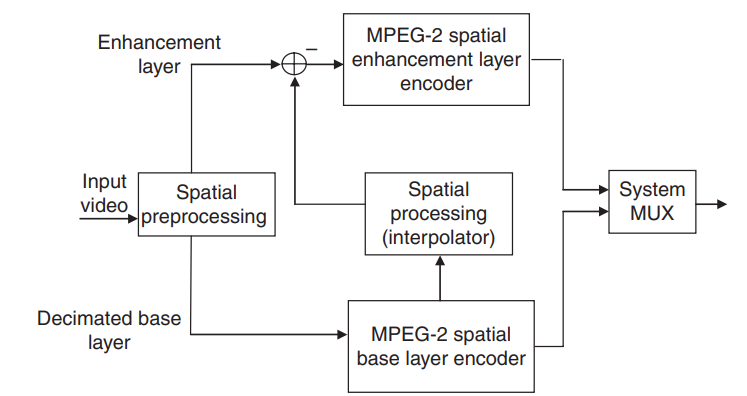 Enhancement
layer
−
MPEG-2 spatial
enhancement layer
encoder
Input
video
Spatial
preprocessing
Spatial
processing
(interpolator)
System
MUX
Decimated base
layer
MPEG-2 spatial
base layer encoder